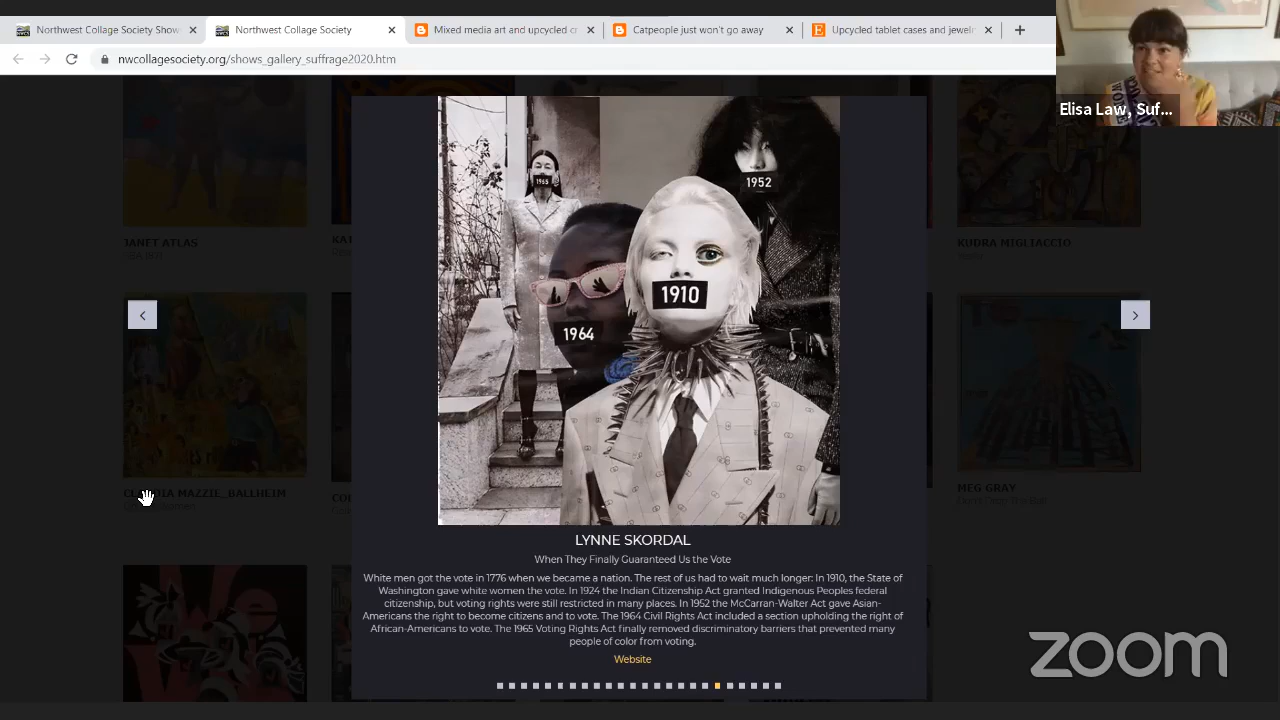 Northwest Collage Society Show
Northwest Collage Society
Mixed media art and upcycled cr
Catpeople just won't go away
Upcycled tablet cases and jewelr
nwcollagesociety.org/shows_gallery_suffrage2020.htm
Elisa Law, Suf...
1965
1952
1910
1964
JANET ATLAS
KAT
KUDRA MIGLIACCIO
MAZZIE_BALLHEIM
COL
MEG GRAY
LYNNE SKORDAL
When They Finally Guaranteed Us the Vote
White men got the vote in 1776 when we became a nation. The rest of us had to wait much longer: In 1910, the State of
Washington gave white women the vote. In 1924 the Indian Citizenship Act granted Indigenous Peoples federal
citizenship, but voting rights were still restricted in many places. In 1952 the McCarran-Walter Act gave Asian-
Americans the right to become citizens and to vote. The 1964 Civil Rights Act included a section upholding the right of
African-Americans to vote. The 1965 Voting Rights Act finally removed discriminatory barriers that prevented many
people of color from voting.
Website
zoom